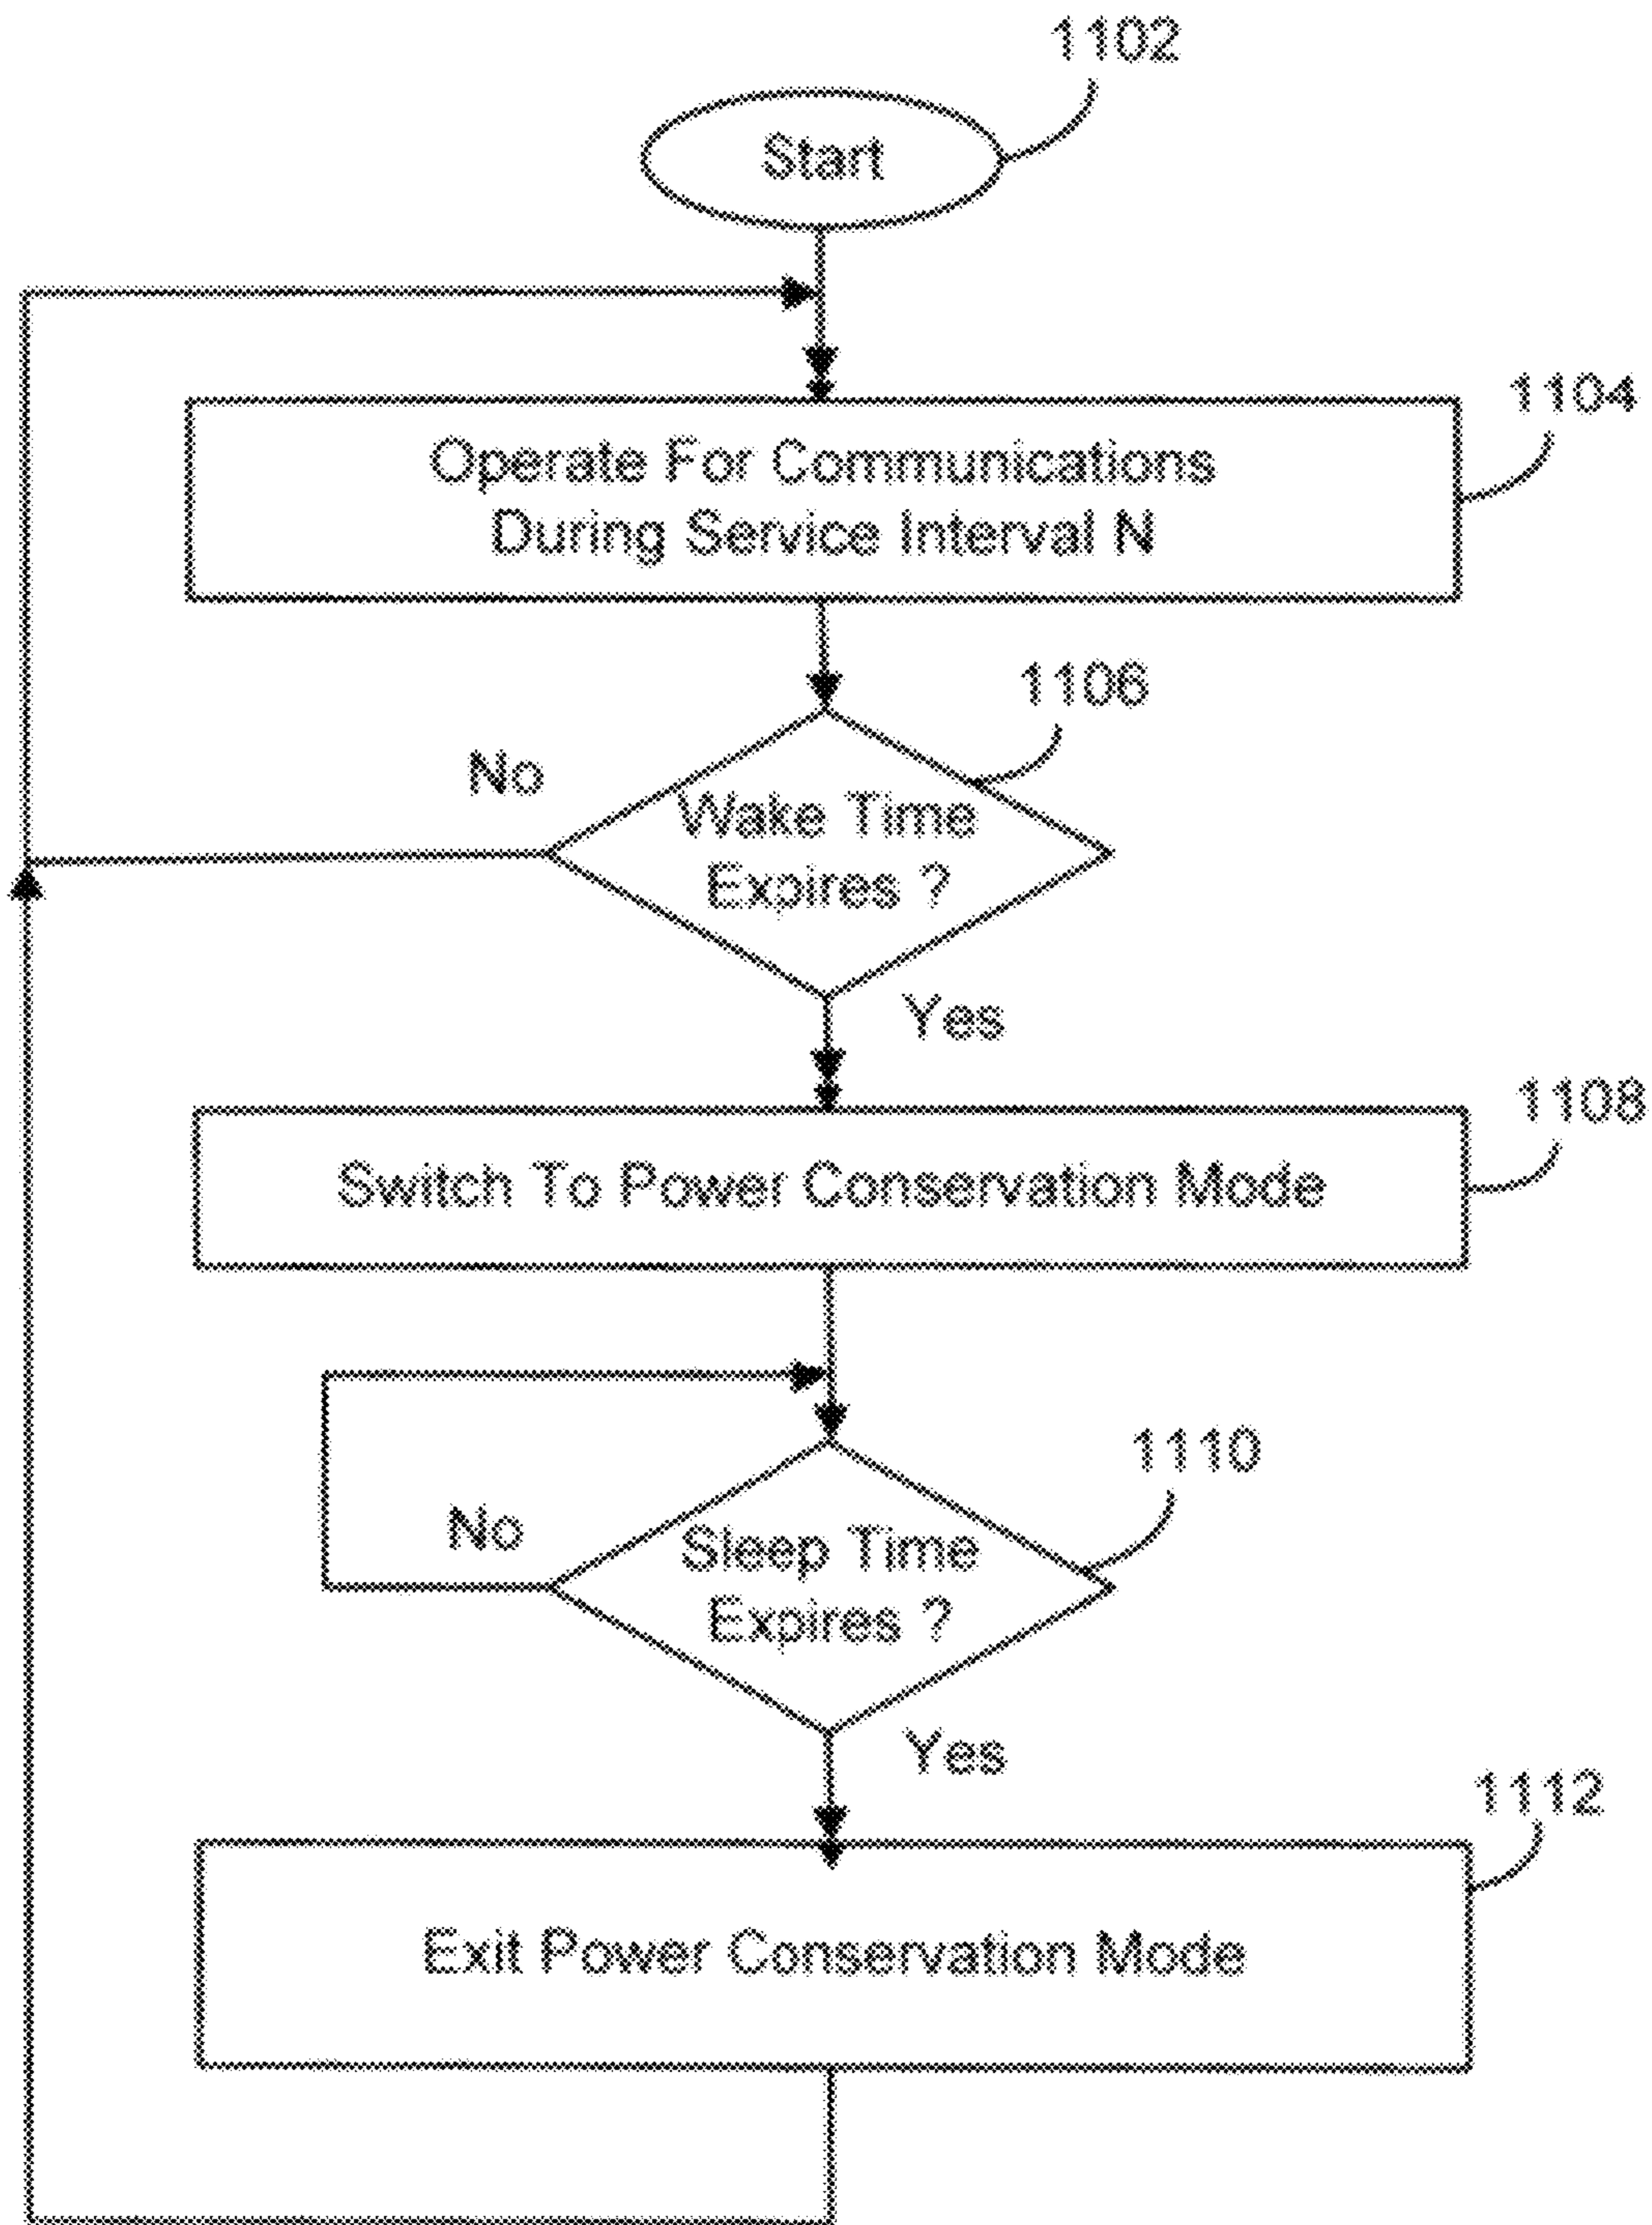 1102
Start
1104
Operate For Communications
During Service Interval N
1106
No
Wake Time
Expires ?
Yes
1108
Switch To Power Conservation Mode
1110
No
Sleep Time
Expires ?
Yes
1112
Exit Power Conservation Mode